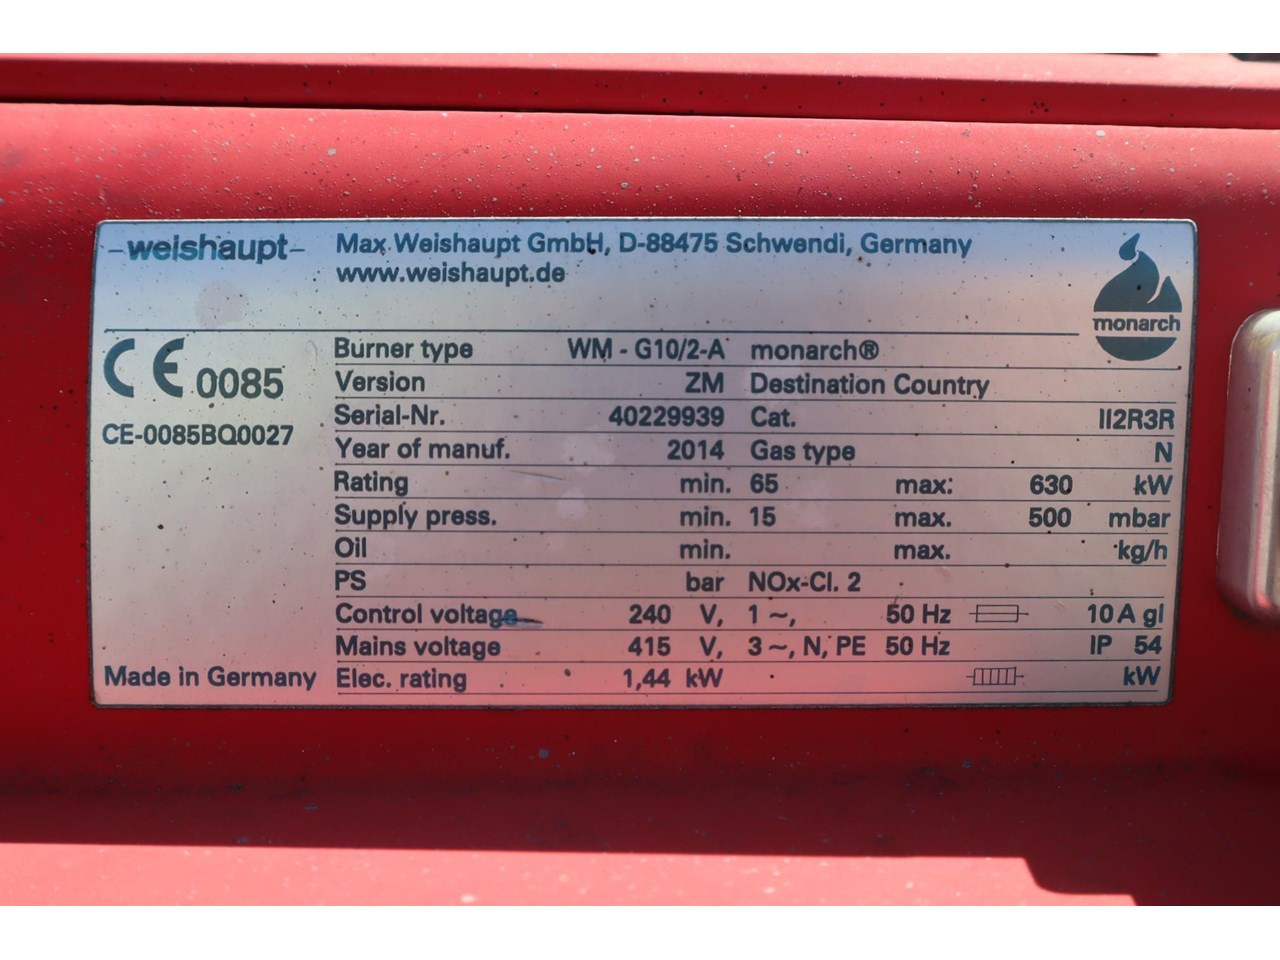 -weishaupt- Max Weishaupt GmbH, D-88475 Schwendi, Germany
www.weishaupt.de
monarch
CE 0085
CE-0085BQ0027
Burner type WM - G10/2-A monarch®
Version ZM Destination Country
Serial-Nr. 40229939 Cat. II2R3R
Year of manuf. 2014 Gas type N
Rating min. 65 max: 630 kW
Supply press. min. 15 max. 500 mbar
Oil min. max. kg/h
PS bar NOx-Cl. 2
Control voltage 240 V, 1 ~, 50 Hz 10 A gl
Mains voltage 415 V, 3 ~, N, PE 50 Hz IP 54
Elec. rating 1,44 kW kW
Made in Germany